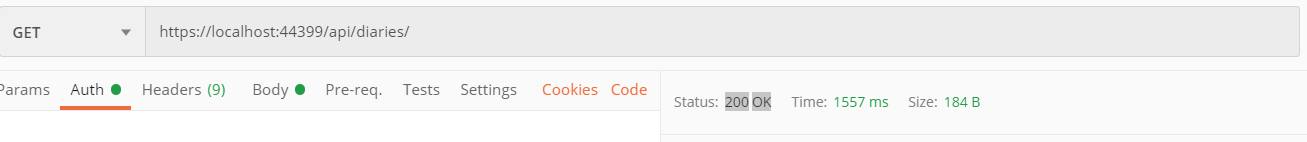 GET https://localhost:44399/api/diaries/
Params Auth Headers (9) Body Pre-req. Tests Settings Cookies Code
Status: 200 OK Time: 1557 ms Size: 184 B